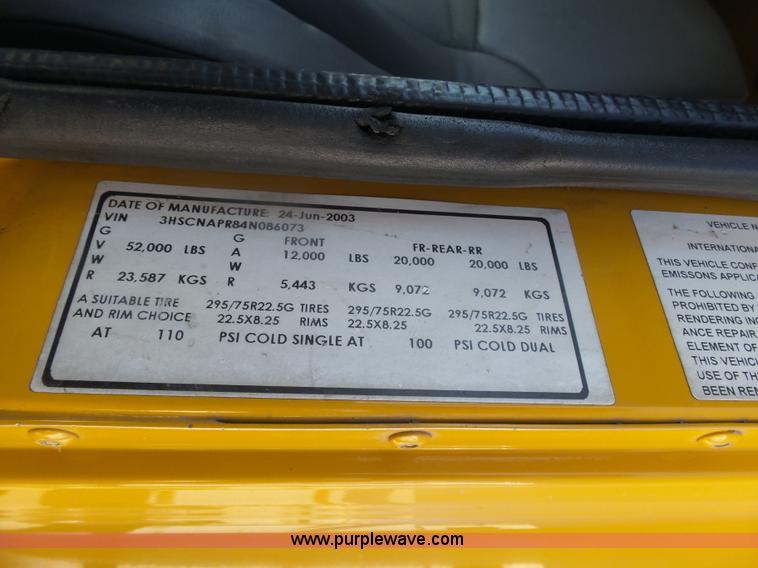 DATE OF MANUFACTURE: 24-Jun-2003
VIN 3HSCNAPR84N086073
G G FRONT FR-REAR-RR
V 52,000 LBS A 12,000 LBS 20,000 20,000 LBS
W W
R 23,587 KGS R 5,443 KGS 9,072 9,072 KGS
A SUITABLE TIRE 295/75R22.5G TIRES 295/75R22.5G 295/75R22.5G TIRES
AND RIM CHOICE 22.5X8.25 RIMS 22.5X8.25 22.5X8.25 RIMS
AT 110 PSI COLD SINGLE AT 100 PSI COLD DUAL
VEHICLE N
INTERNATIONA
THIS VEHICLE CONF
EMISSONS APPLICA
THE FOLLOWING
PROHIBITED BY
RENDERING INO
ANCE REPAIR
ELEMENT OF
THIS VEHIC
USE OF TH
BEEN REN
www.purplewave.com